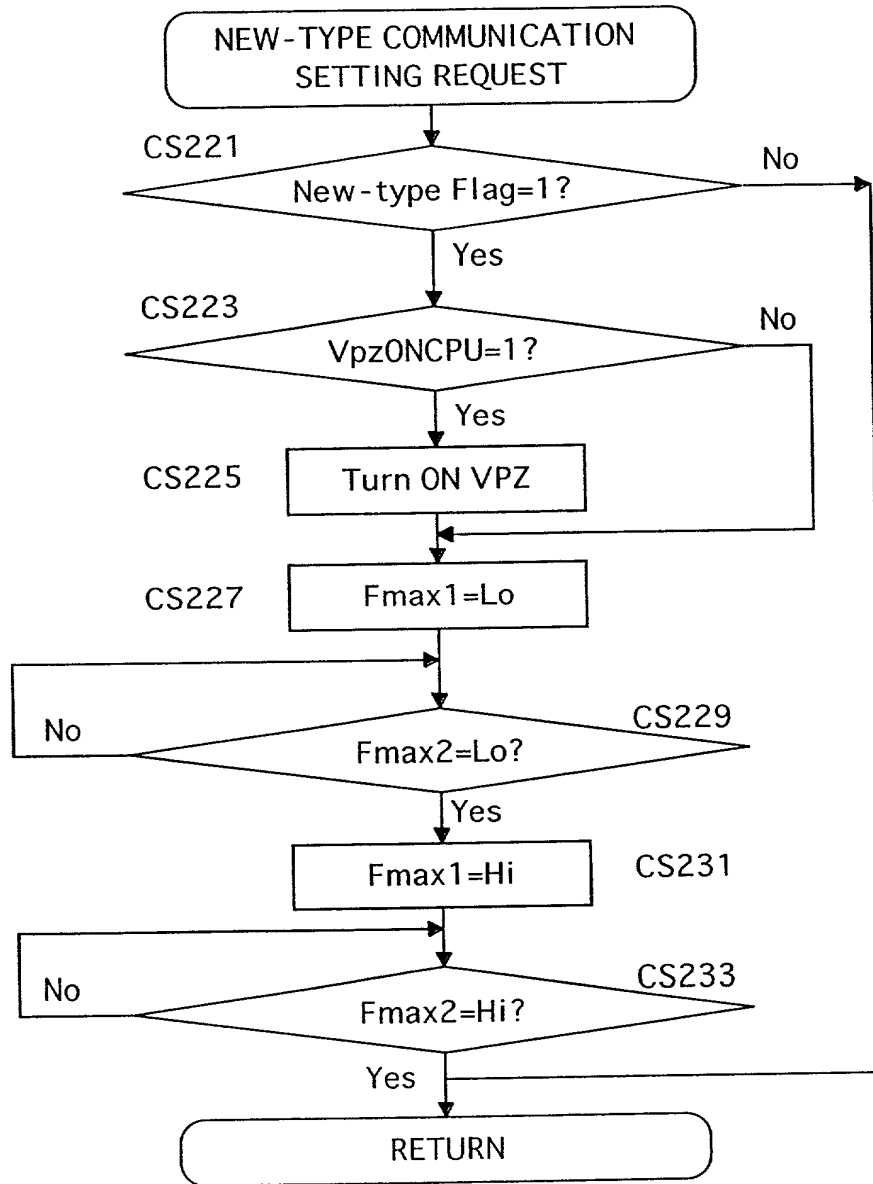 NEW-TYPE COMMUNICATION
SETTING REQUEST
CS221
New-type Flag=1?
No
Yes
CS223
VpzONCPU=1?
No
Yes
CS225
Turn ON VPZ
CS227
Fmax1=Lo
No
Fmax2=Lo?
CS229
Yes
Fmax1=Hi
CS231
No
Fmax2=Hi?
CS233
Yes
RETURN